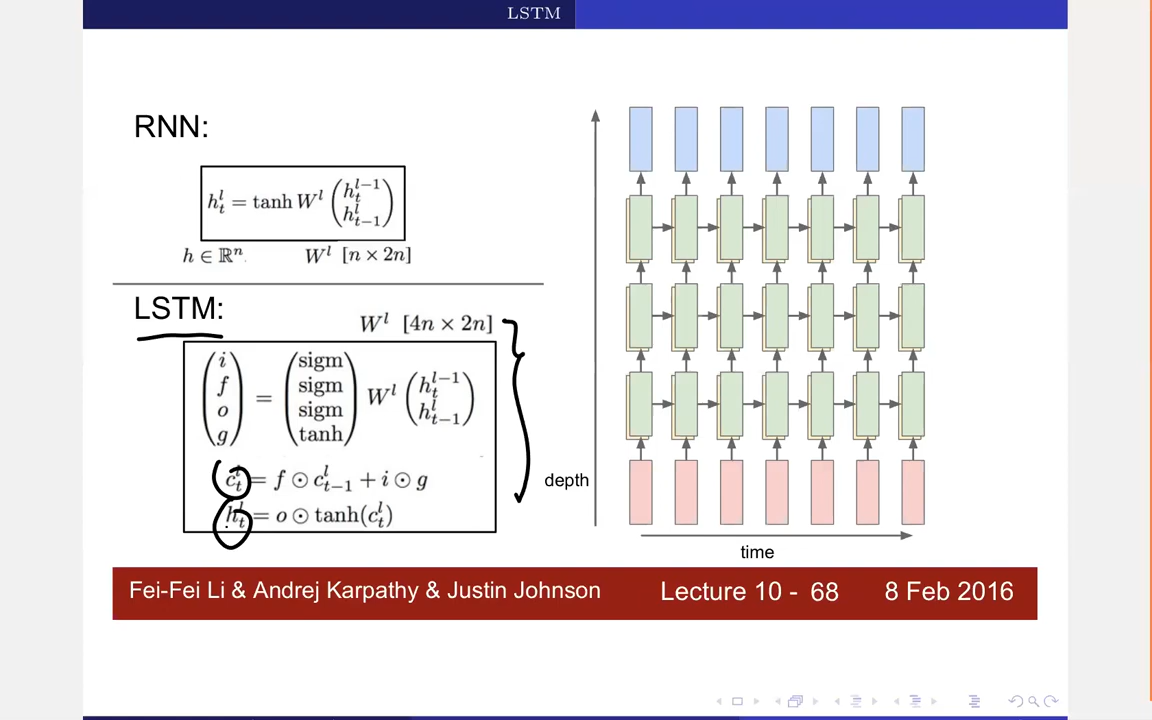 LSTM
RNN:
h_t^l = tanh W^l (h_t^{l-1} h_{t-1}^l)
h ∈ ℝ^n. W^l [n × 2n]
LSTM:
W^l [4n × 2n]
(i f o g) = (sigm sigm sigm tanh) W^l (h_t^{l-1} h_{t-1}^l)
c_t^l = f ⊙ c_{t-1}^l + i ⊙ g
h_t^l = o ⊙ tanh(c_t^l)
depth
time
Fei-Fei Li & Andrej Karpathy & Justin Johnson Lecture 10 - 68 8 Feb 2016